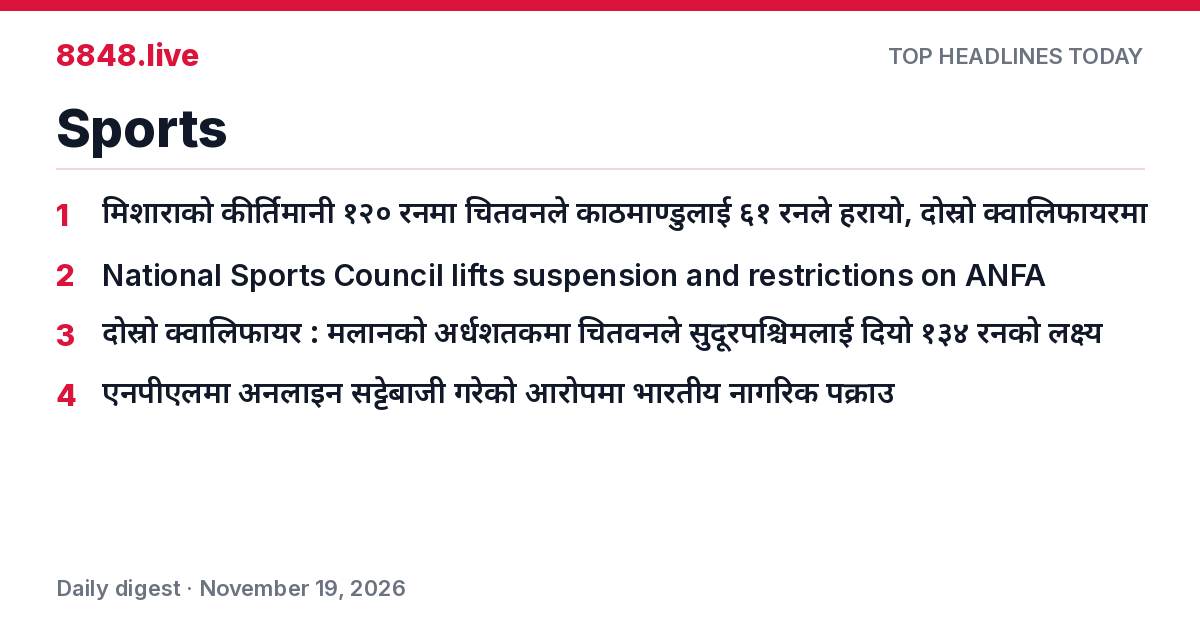 8848.live
TOP HEADLINES TODAY
Sports
1 मिशाराको कीर्तिमानी १२० रनमा चितवनले काठमाण्डुलाई ६१ रनले हरायो, दोस्रो क्वालिफायरमा
2 National Sports Council lifts suspension and restrictions on ANFA
3 दोस्रो क्वालिफायर : मलानको अर्धशतकमा चितवनले सुदूरपश्चिमलाई दियो १३४ रनको लक्ष्य
4 एनपीएलमा अनलाइन सट्टेबाजी गरेको आरोपमा भारतीय नागरिक पक्राउ
Daily digest · November 19, 2026